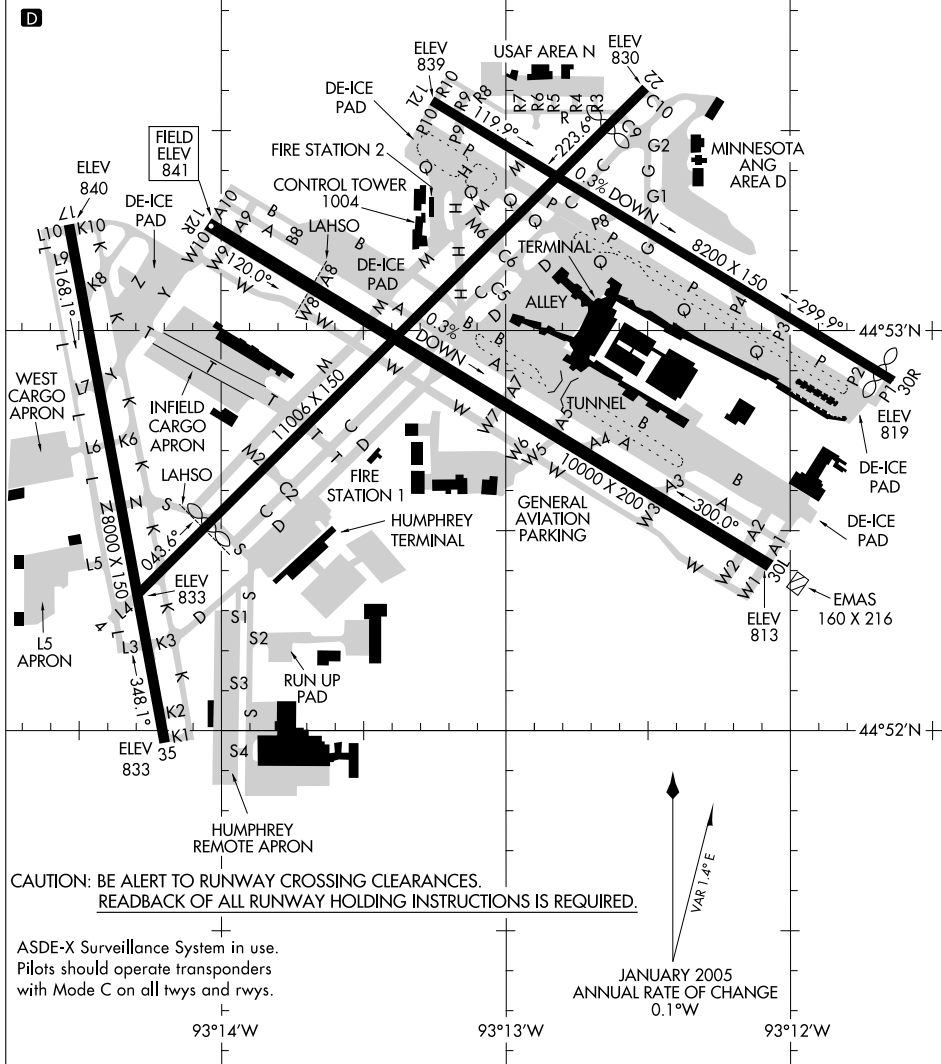 D
ELEV
839
USAF AREA N
ELEV
830
22
12L
R10
R9
R8
R7
R6
R5
R4
R3
R
C10
DE-ICE
PAD
P10
P9
P
119.9°
223.6°
C9
G2
MINNESOTA
ANG
AREA D
FIELD
ELEV
841
FIRE STATION 2
CONTROL TOWER
1004
Q
H
Q
M
M
C
G1
0.3% DOWN
ELEV
840
DE-ICE
PAD
17
L10
K10
12R
A10
A9
B
A
B8
B
LAHSO
W10
W9
W
120.0°
A8
W8
DE-ICE
PAD
M6
H
H
M
H
Q
Q
P
C
P8
P
G
C6
D
TERMINAL
Q
8200 X 150
L
L9
168.1°
K
K8
Z
Y
K
T
W
M
A
0.3%
DOWN
B
B
A
C
C5
D
ALLEY
P
Q
P4
P3
299.9°
44°53'N
Q
P
P2
P1
30R
ELEV
819
WEST
CARGO
APRON
L
L7
Y
K
INFIELD
CARGO
APRON
T
T
M
11006 X 150
W
A7
W
W7
TUNNEL
A5
L6
L
K6
K
LAHSO
M2
T
T
C
D
FIRE
STATION 1
W6
W5
W
A4
A
B
10000 X 200
A3
300.0°
B
A
DE-ICE
PAD
Z
N
S
K
C2
C
D
GENERAL
AVIATION
PARKING
W3
DE-ICE
PAD
8000 X 150
043.6°
S
HUMPHREY
TERMINAL
A2
A1
30L
L5
ELEV
833
W
W2
W1
EMAS
160 X 216
ELEV
813
L4
4
L
K
D
S
S1
S2
L5
APRON
L3
K3
K
348.1°
RUN UP
PAD
S3
K2
S
K1
35
ELEV
833
S4
44°52'N
HUMPHREY
REMOTE APRON
CAUTION: BE ALERT TO RUNWAY CROSSING CLEARANCES.
READBACK OF ALL RUNWAY HOLDING INSTRUCTIONS IS REQUIRED.
VAR 1.4° E
ASDE-X Surveillance System in use.
Pilots should operate transponders
with Mode C on all twys and rwys.
JANUARY 2005
ANNUAL RATE OF CHANGE
0.1°W
93°14'W
93°13'W
93°12'W